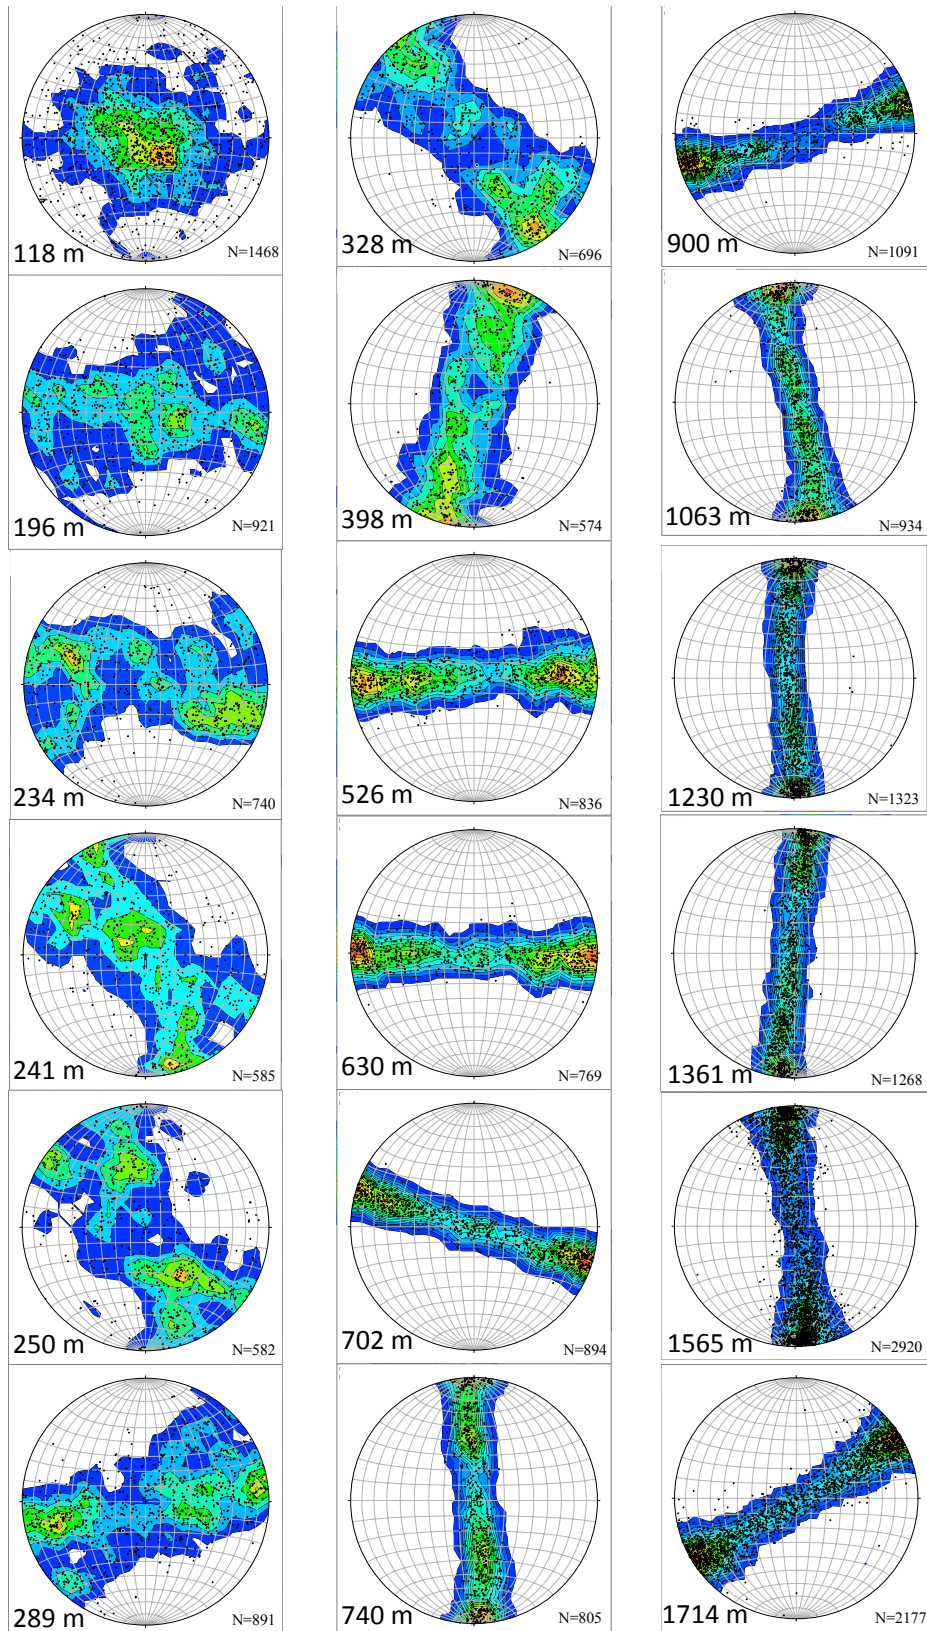 118 m
N=1468
196 m
N=921
234 m
N=740
241 m
N=585
250 m
N=582
289 m
N=891
328 m
N=696
398 m
N=574
526 m
N=836
630 m
N=769
702 m
N=894
740 m
N=805
900 m
N=1091
1063 m
N=934
1230 m
N=1323
1361 m
N=1268
1565 m
N=2920
1714 m
N=2177